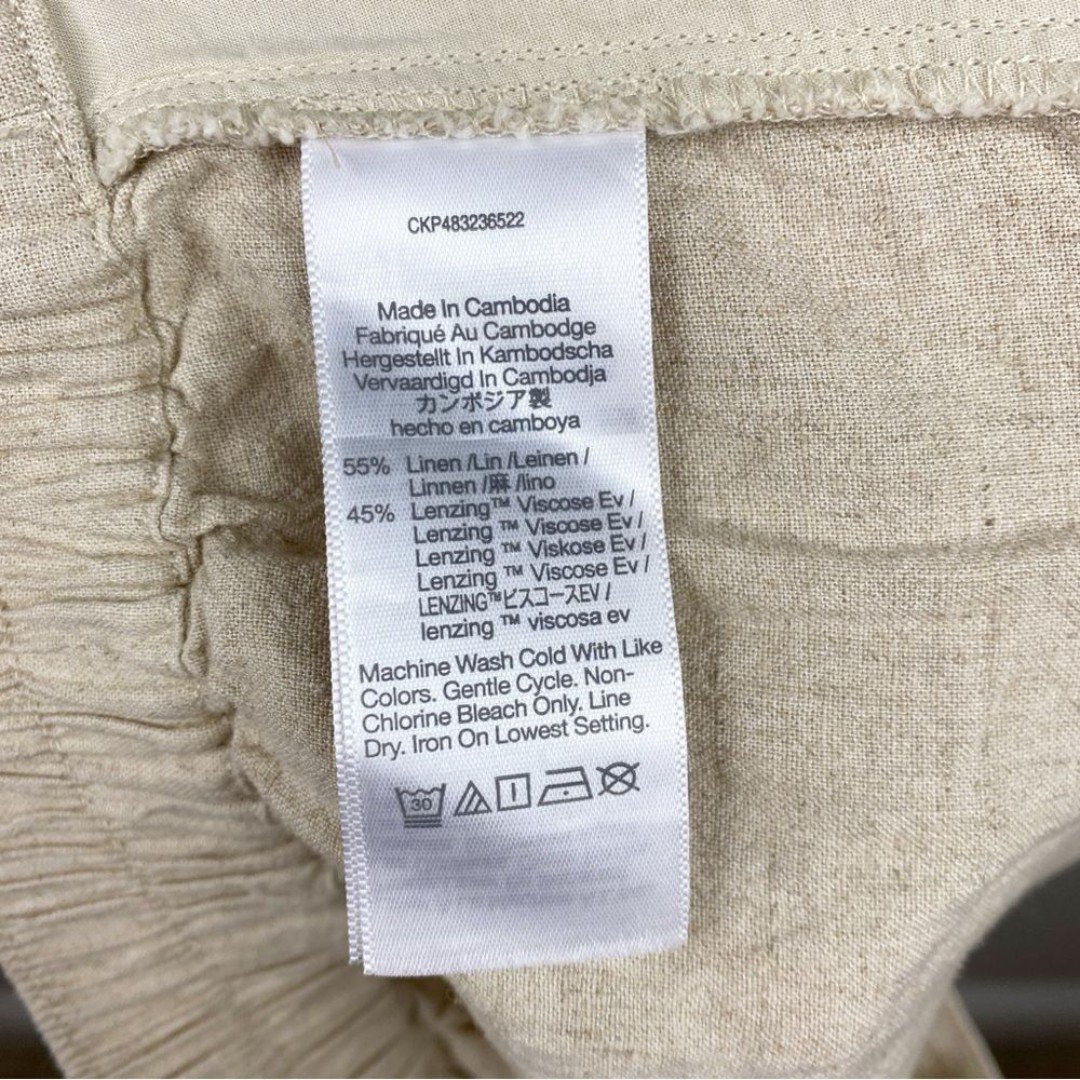 CKP483236522
Made In Cambodia
Fabriqué Au Cambodge
Hergestellt In Kambodscha
Vervaardigd In Cambodja
カンボジア製
hecho en camboya
55% Linen /Lin /Leinen /
Linnen /麻 /lino
45% Lenzing™ Viscose Ev /
Lenzing ™ Viscose Ev /
Lenzing ™ Viskose Ev /
Lenzing ™ Viscose Ev /
LENZING™ビスコースEV /
lenzing ™ viscosa ev
Machine Wash Cold With Like
Colors. Gentle Cycle. Non-
Chlorine Bleach Only. Line
Dry. Iron On Lowest Setting.
30